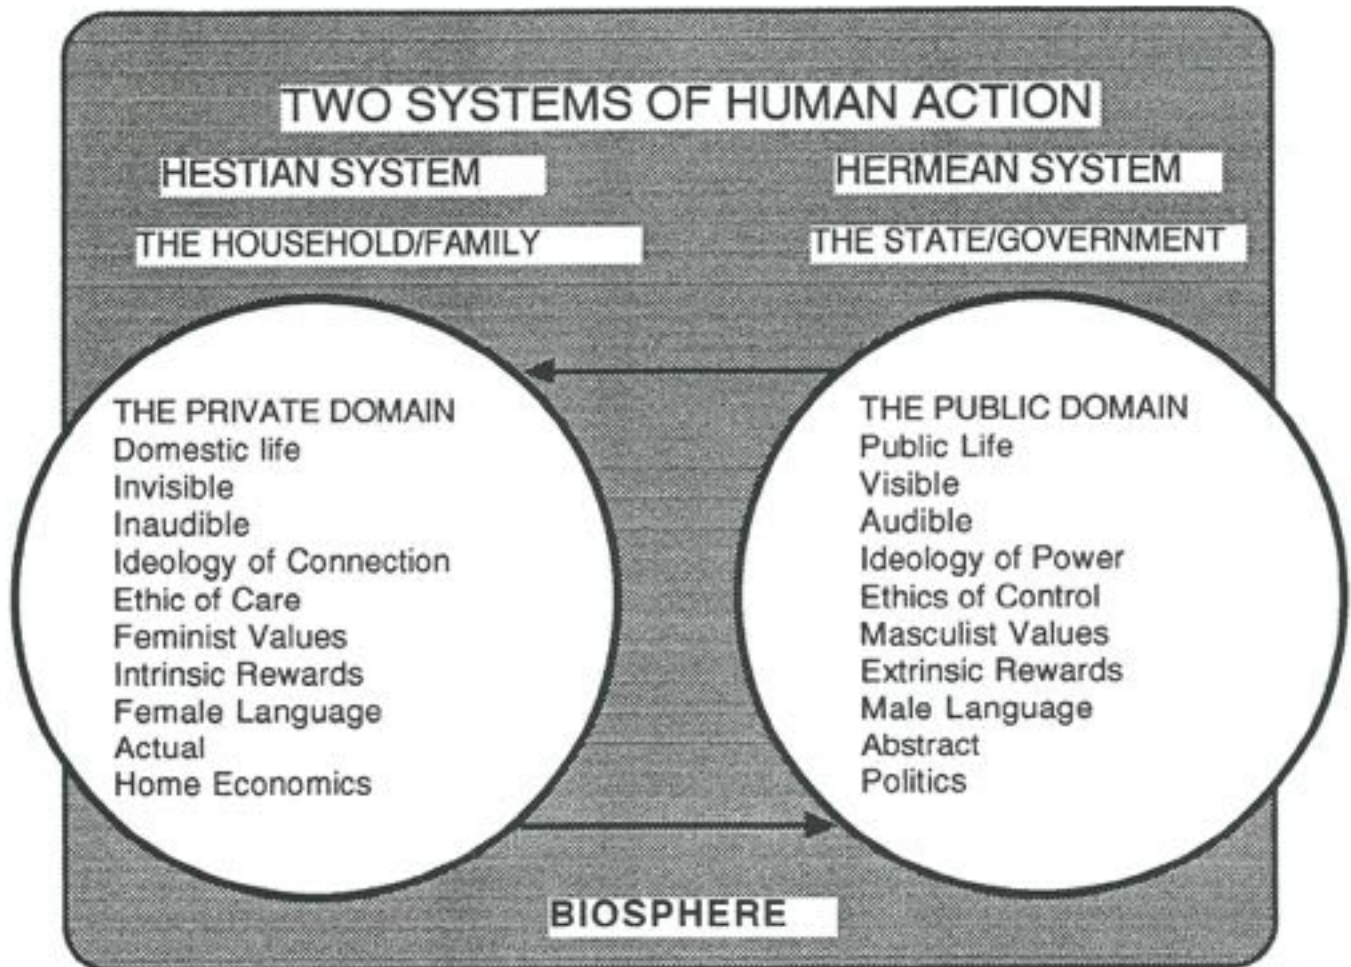 TWO SYSTEMS OF HUMAN ACTION
HESTIAN SYSTEM
THE HOUSEHOLD/FAMILY
HERMEAN SYSTEM
THE STATE/GOVERNMENT
THE PRIVATE DOMAIN
Domestic life
Invisible
Inaudible
Ideology of Connection
Ethic of Care
Feminist Values
Intrinsic Rewards
Female Language
Actual
Home Economics
THE PUBLIC DOMAIN
Public Life
Visible
Audible
Ideology of Power
Ethics of Control
Masculist Values
Extrinsic Rewards
Male Language
Abstract
Politics
BIOSPHERE